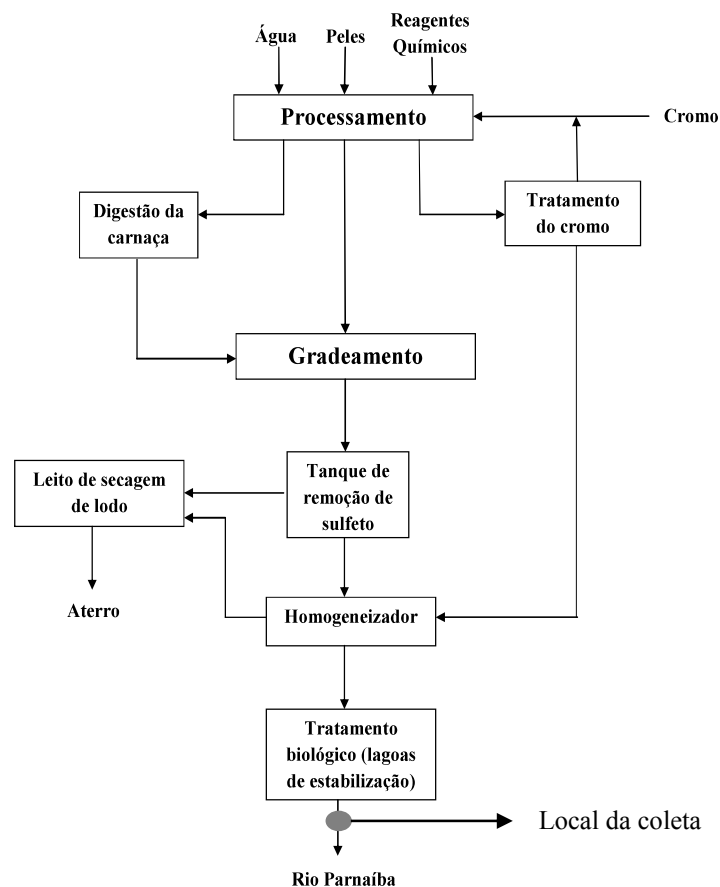 Água
Peles
Reagentes
Químicos
Processamento
Cromo
Digestão da
carnaça
Tratamento
do cromo
Gradeamento
Leito de secagem
de lodo
Tanque de
remoção de
sulfeto
Aterro
Homogeneizador
Tratamento
biológico (lagoas
de estabilização)
Local da coleta
Rio Parnaíba